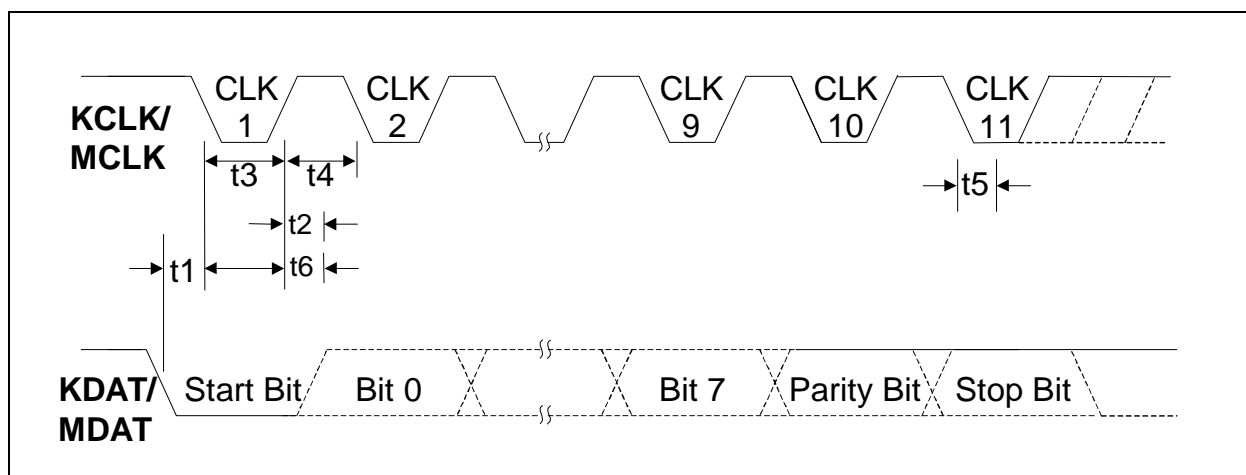 CLK 1
CLK 2
CLK 9
CLK 10
CLK 11
KCLK/
MCLK
t3
t4
t5
t2
t1
t6
KDAT/
MDAT
Start Bit
Bit 0
Bit 7
Parity Bit
Stop Bit